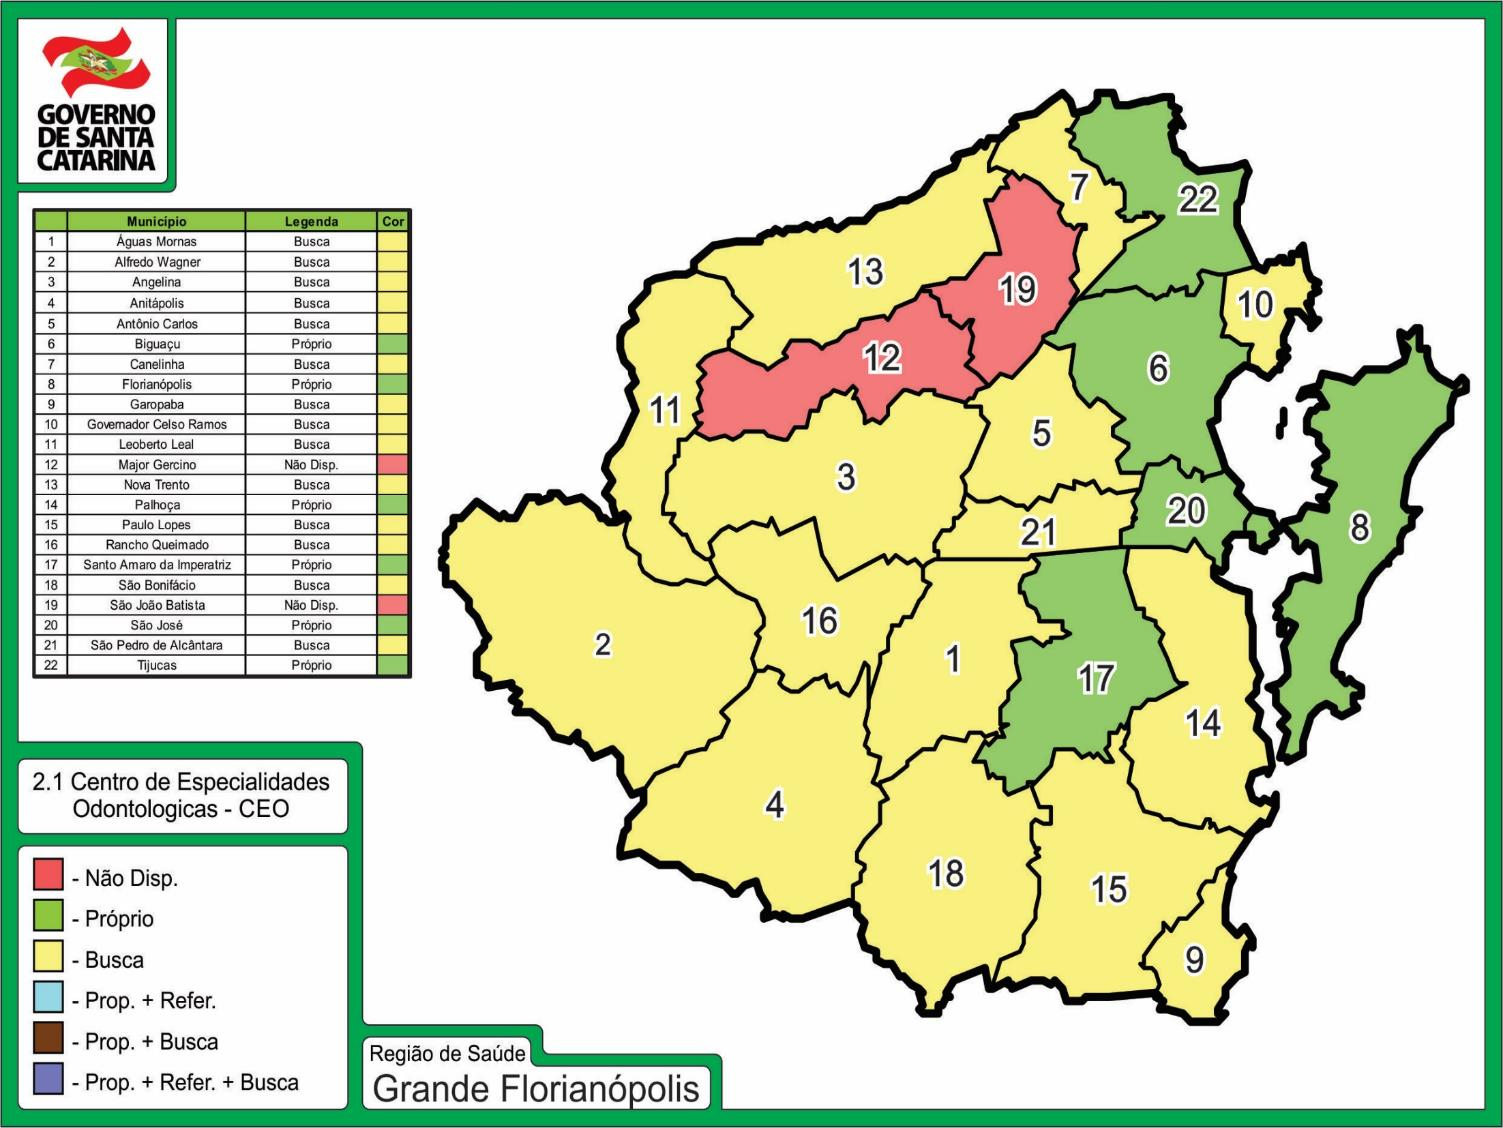 GOVERNO
DE SANTA
CATARINA
Município Legenda Cor
1 Águas Mornas Busca
2 Alfredo Wagner Busca
3 Angelina Busca
4 Anitápolis Busca
5 Antônio Carlos Busca
6 Biguaçu Próprio
7 Canelinha Busca
8 Florianópolis Próprio
9 Garopaba Busca
10 Governador Celso Ramos Busca
11 Leoberto Leal Busca
12 Major Gercino Não Disp.
13 Nova Trento Busca
14 Palhoça Próprio
15 Paulo Lopes Busca
16 Rancho Queimado Busca
17 Santo Amaro da Imperatriz Próprio
18 São Bonifácio Busca
19 São João Batista Não Disp.
20 São José Próprio
21 São Pedro de Alcântara Busca
22 Tijucas Próprio
7
22
13
19
10
12
6
11
5
3
20
21
8
16
2
1
17
14
4
18
15
9
2.1 Centro de Especialidades
Odontologicas - CEO
- Não Disp.
- Próprio
- Busca
- Prop. + Refer.
- Prop. + Busca
- Prop. + Refer. + Busca
Região de Saúde
Grande Florianópolis